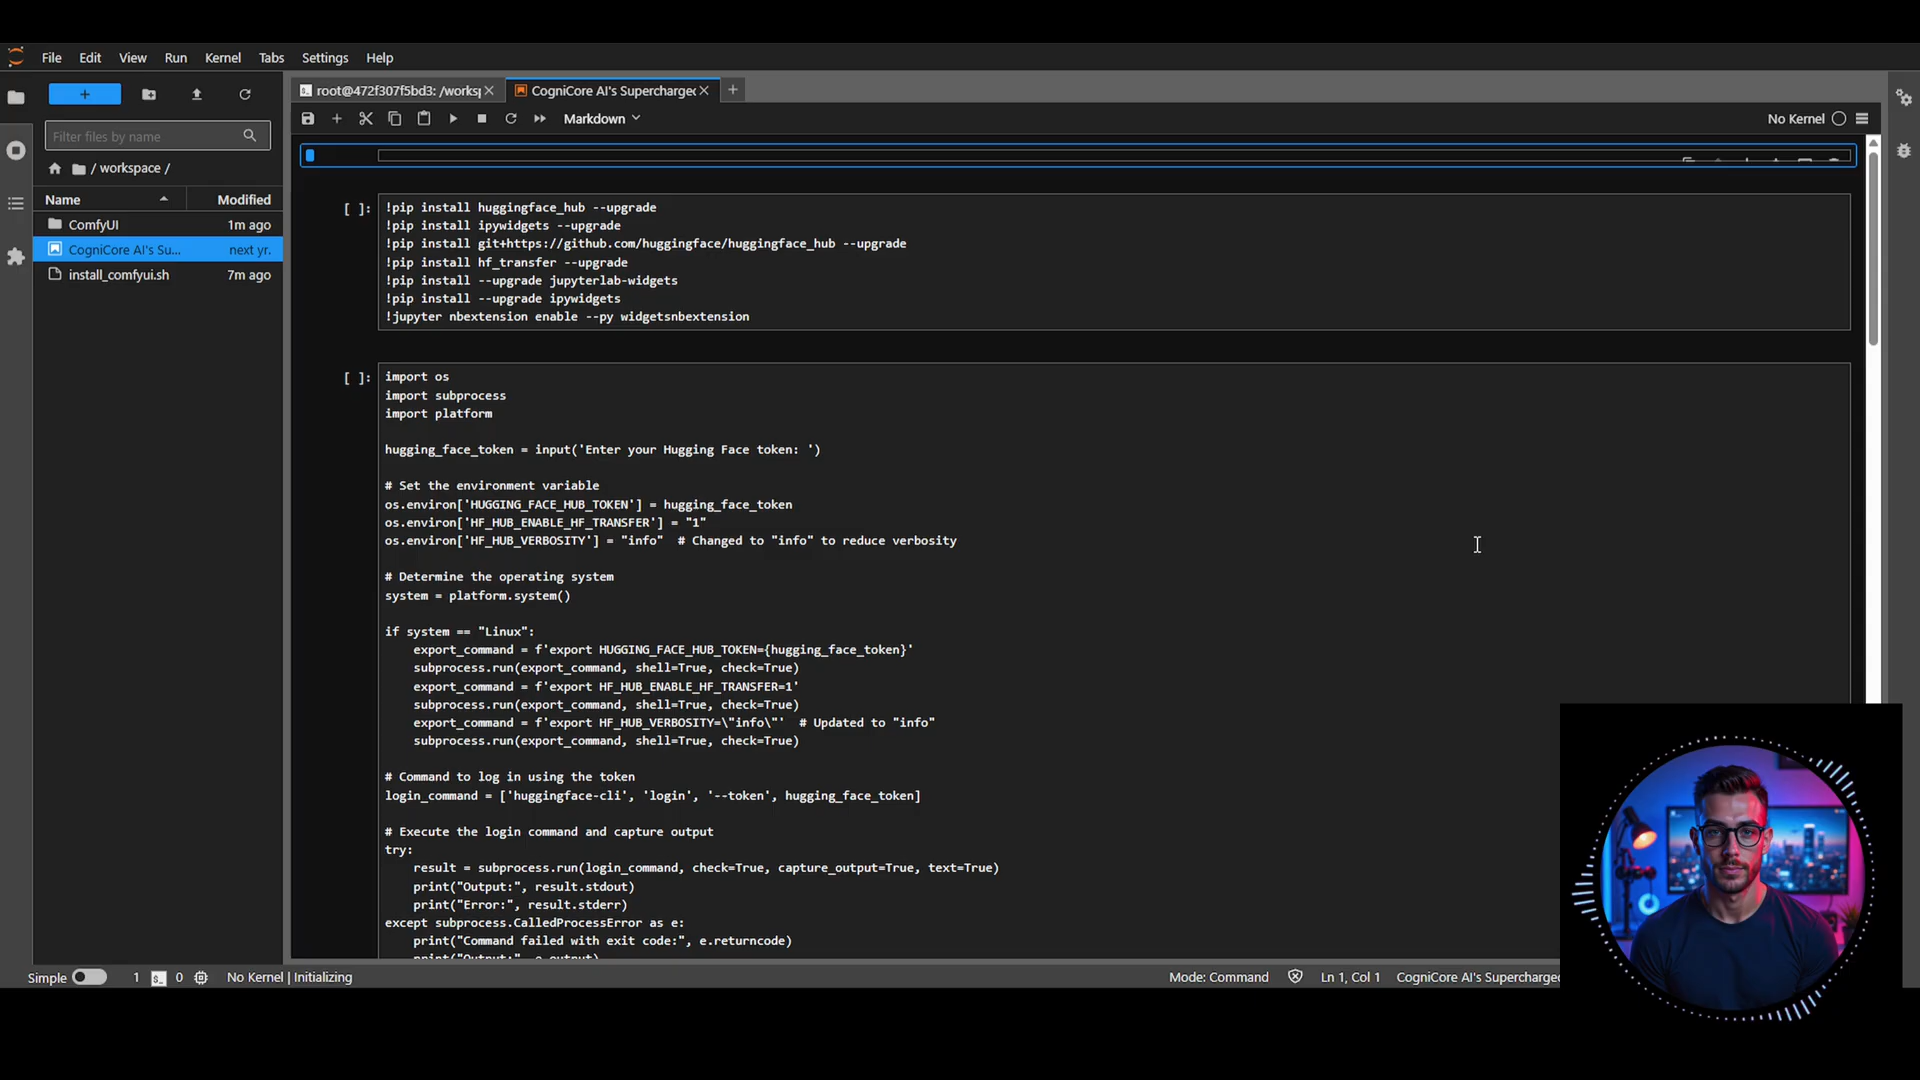 File Edit View Run Kernel Tabs Settings Help
root@472f307f5bd3: /works
CogniCore AI's Supercharged
Markdown
No Kernel
Filter files by name
/ workspace /
Name Modified
ComfyUI 1m ago
CogniCore AI's Su... next yr.
install_comfyui.sh 7m ago
[ ]:
!pip install huggingface_hub --upgrade
!pip install ipywidgets --upgrade
!pip install git+https://github.com/huggingface/huggingface_hub --upgrade
!pip install hf_transfer --upgrade
!pip install --upgrade jupyterlab-widgets
!pip install --upgrade ipywidgets
!jupyter nbextension enable --py widgetsnbextension
[ ]:
import os
import subprocess
import platform
hugging_face_token = input('Enter your Hugging Face token: ')
# Set the environment variable
os.environ['HUGGING_FACE_HUB_TOKEN'] = hugging_face_token
os.environ['HF_HUB_ENABLE_HF_TRANSFER'] = "1"
os.environ['HF_HUB_VERBOSITY'] = "info"  # Changed to "info" to reduce verbosity
# Determine the operating system
system = platform.system()
if system == "Linux":
    export_command = f'export HUGGING_FACE_HUB_TOKEN={hugging_face_token}'
    subprocess.run(export_command, shell=True, check=True)
    export_command = f'export HF_HUB_ENABLE_HF_TRANSFER=1'
    subprocess.run(export_command, shell=True, check=True)
    export_command = f'export HF_HUB_VERBOSITY=\"info\"'  # Updated to "info"
    subprocess.run(export_command, shell=True, check=True)
# Command to log in using the token
login_command = ['huggingface-cli', 'login', '--token', hugging_face_token]
# Execute the login command and capture output
try:
    result = subprocess.run(login_command, check=True, capture_output=True, text=True)
    print("Output:", result.stdout)
    print("Error:", result.stderr)
except subprocess.CalledProcessError as e:
    print("Command failed with exit code:", e.returncode)
    print("Output:", e.output)
Simple 1 0 No Kernel | Initializing
Mode: Command Ln 1, Col 1 CogniCore AI's Supercharged